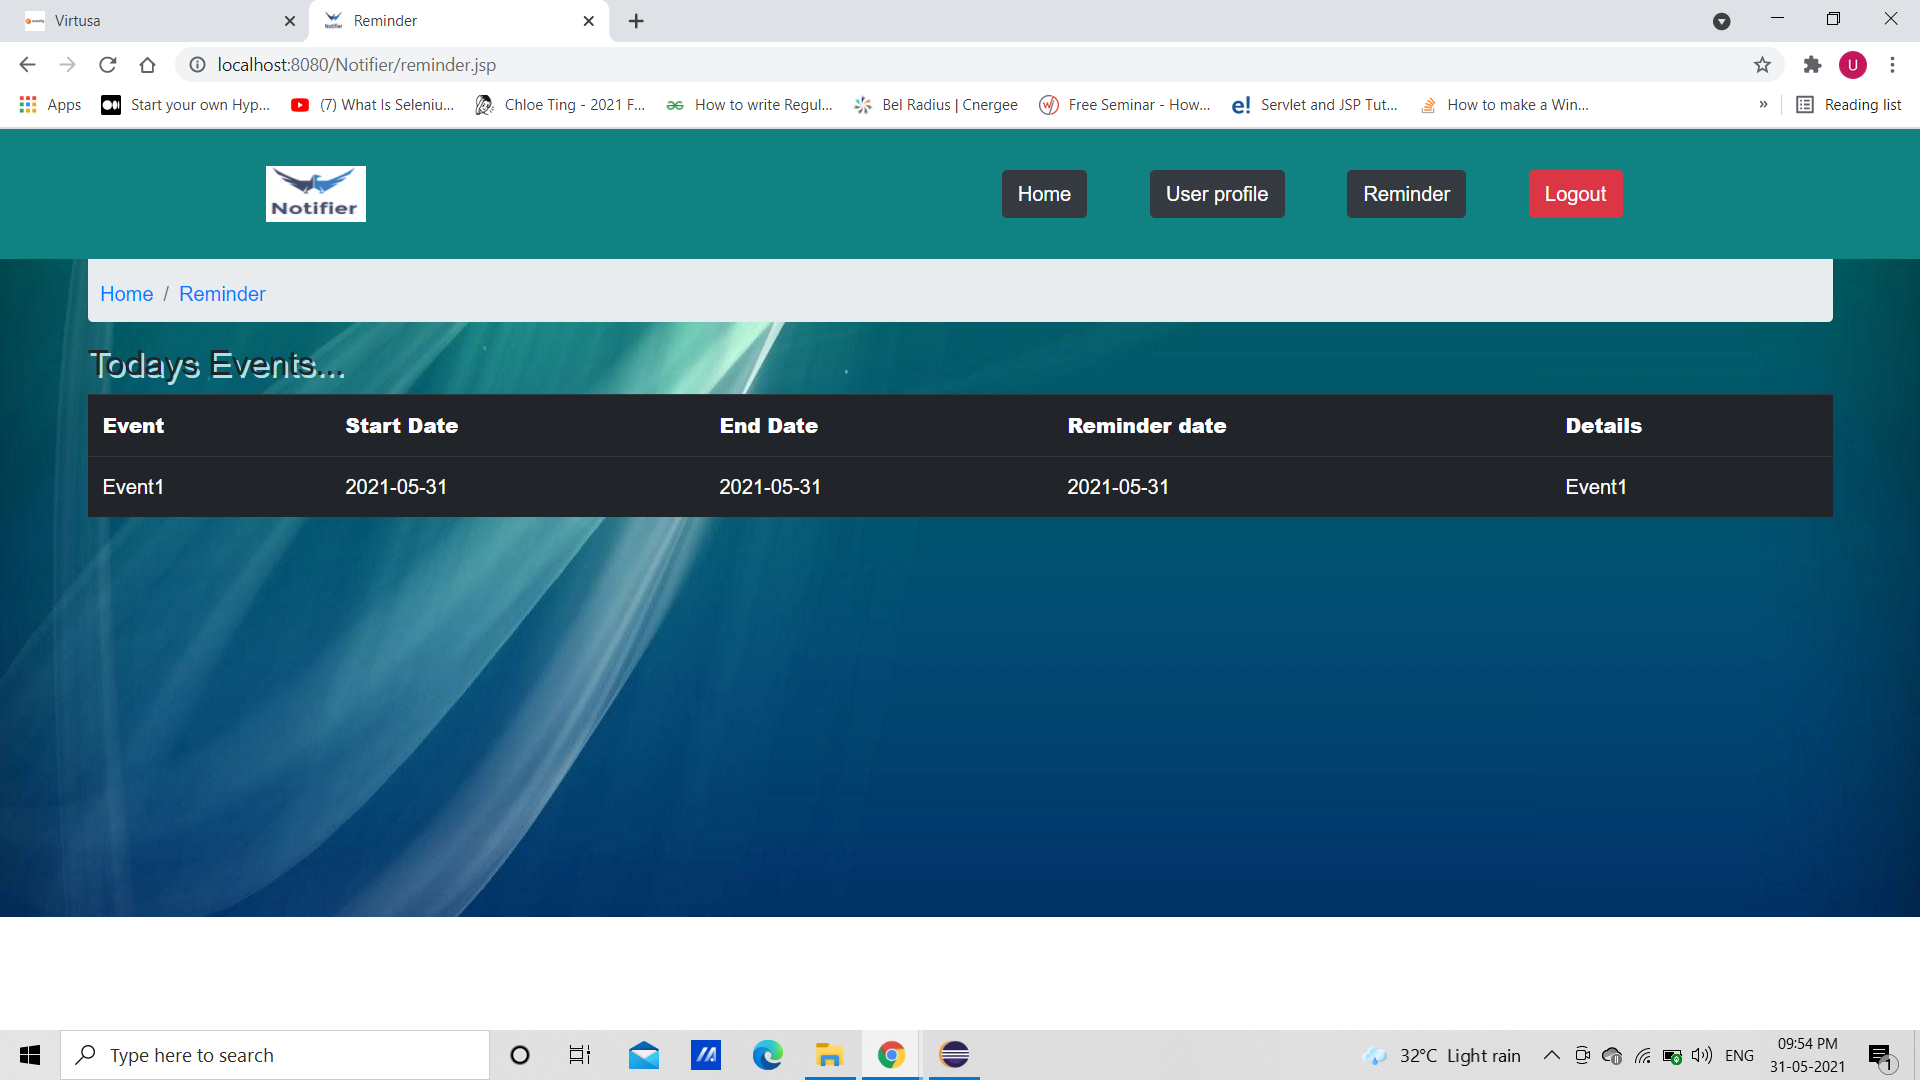 Virtusa
Reminder
localhost:8080/Notifier/reminder.jsp
U
Apps
Start your own Hyp...
(7) What Is Seleniu...
Chloe Ting - 2021 F...
How to write Regul...
Bel Radius | Cnergee
Free Seminar - How...
e!
Servlet and JSP Tut...
How to make a Win...
»
Reading list
Notifier
Home
User profile
Reminder
Logout
Home / Reminder
Todays Events...
Event Start Date End Date Reminder date Details
Event1 2021-05-31 2021-05-31 2021-05-31 Event1
Type here to search
32°C Light rain
ENG
09:54 PM
31-05-2021
1